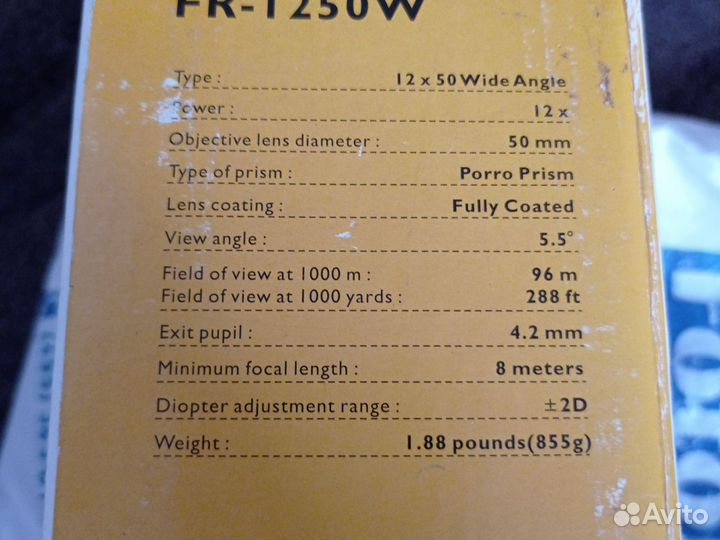 FR-1250W
Type : 12 x 50 Wide Angle
Power : 12 x
Objective lens diameter : 50 mm
Type of prism : Porro Prism
Lens coating : Fully Coated
View angle : 5.5°
Field of view at 1000 m : 96 m
Field of view at 1000 yards : 288 ft
Exit pupil : 4.2 mm
Minimum focal length : 8 meters
Diopter adjustment range : ±2D
Weight : 1.88 pounds(855g)
Avito